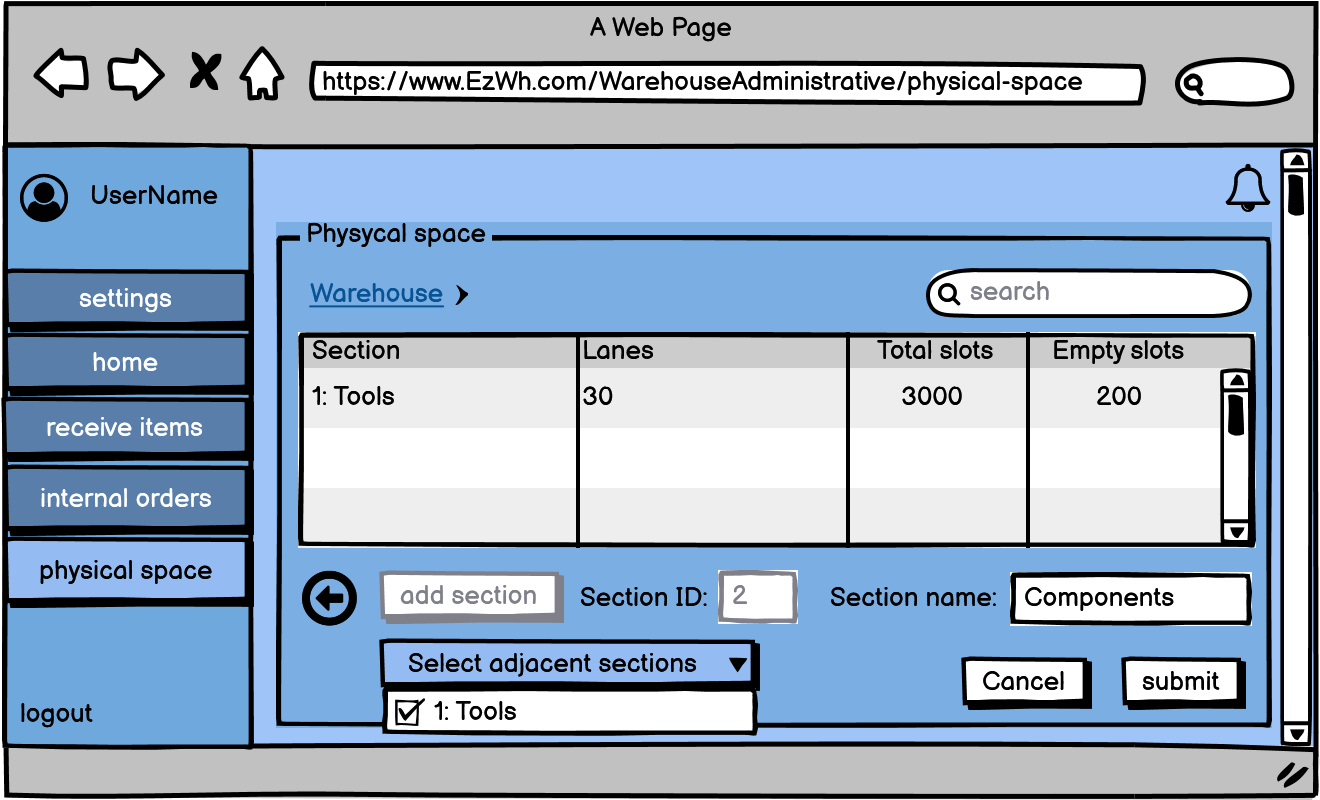 A Web Page
https://www.EzWh.com/WarehouseAdministrative/physical-space
UserName
settings
home
receive items
internal orders
physical space
logout
Physycal space
Warehouse
search
Section Lanes Total slots Empty slots
1: Tools 30 3000 200
add section Section ID: 2 Section name: Components
Select adjacent sections
1: Tools
Cancel submit